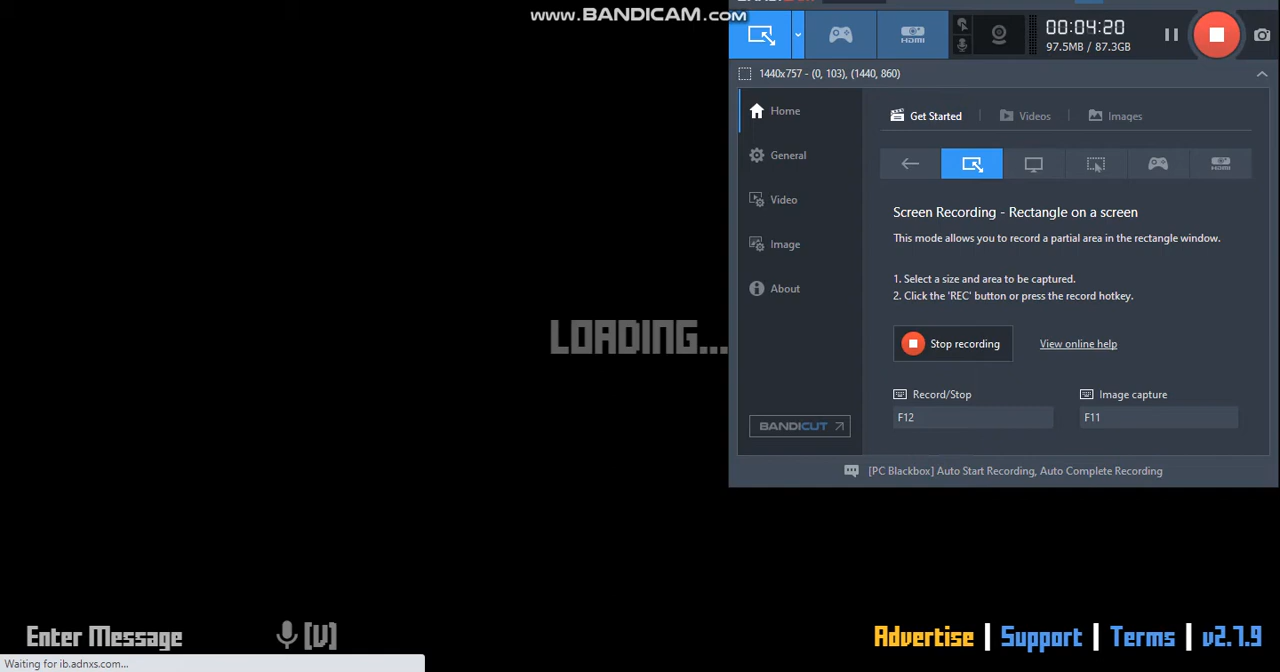 www.BANDICAM.com
HDMI
00:04:20
97.5MB / 87.3GB
1440x757 - (0, 103), (1440, 860)
Home
General
Video
Image
About
BANDICUT
Get Started
Videos
Images
HDMI
Screen Recording - Rectangle on a screen
This mode allows you to record a partial area in the rectangle window.
1. Select a size and area to be captured.
2. Click the 'REC' button or press the record hotkey.
Stop recording
View online help
Record/Stop
Image capture
F12
F11
[PC Blackbox] Auto Start Recording, Auto Complete Recording
LOADING...
Enter Message
[V]
Advertise | Support | Terms | v2.7.9
Waiting for ib.adnxs.com...